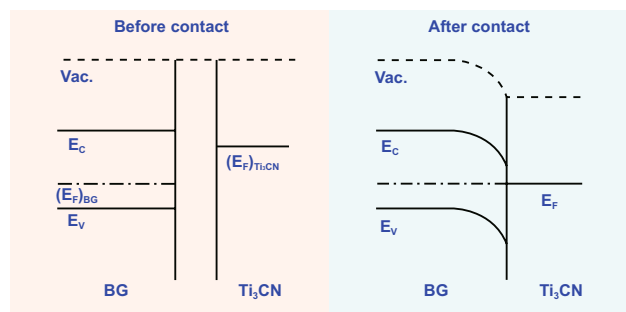 Before contact
Vac.
E_C
(E_F)_Ti₃CN
(E_F)_BG
E_V
BG
Ti₃CN
After contact
Vac.
E_C
E_F
E_V
BG
Ti₃CN